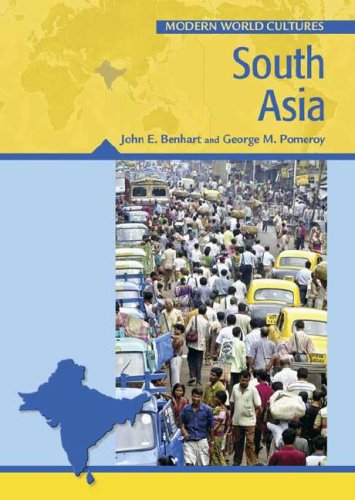 MODERN WORLD CULTURES
South
Asia
John E. Benhart and George M. Pomeroy